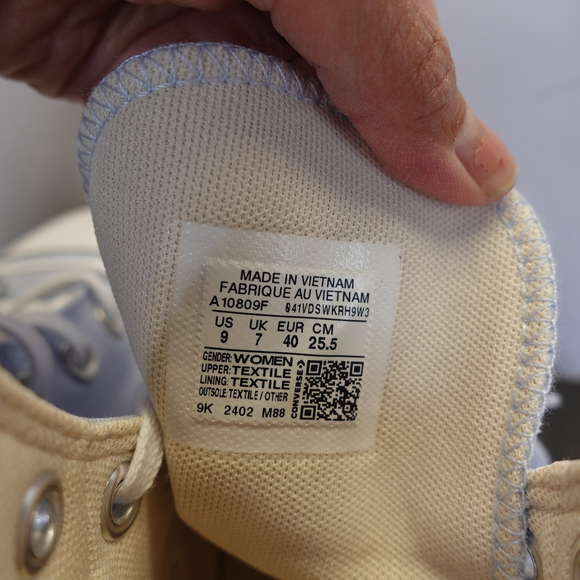 MADE IN VIETNAM
FABRIQUE AU VIETNAM
A10809F 041VDSWKRH9W3
US UK EUR CM
9 7 40 25.5
GENDER: WOMEN
UPPER: TEXTILE
LINING: TEXTILE
OUTSOLE: TEXTILE / OTHER
9K 2402 M88
CONVERSE